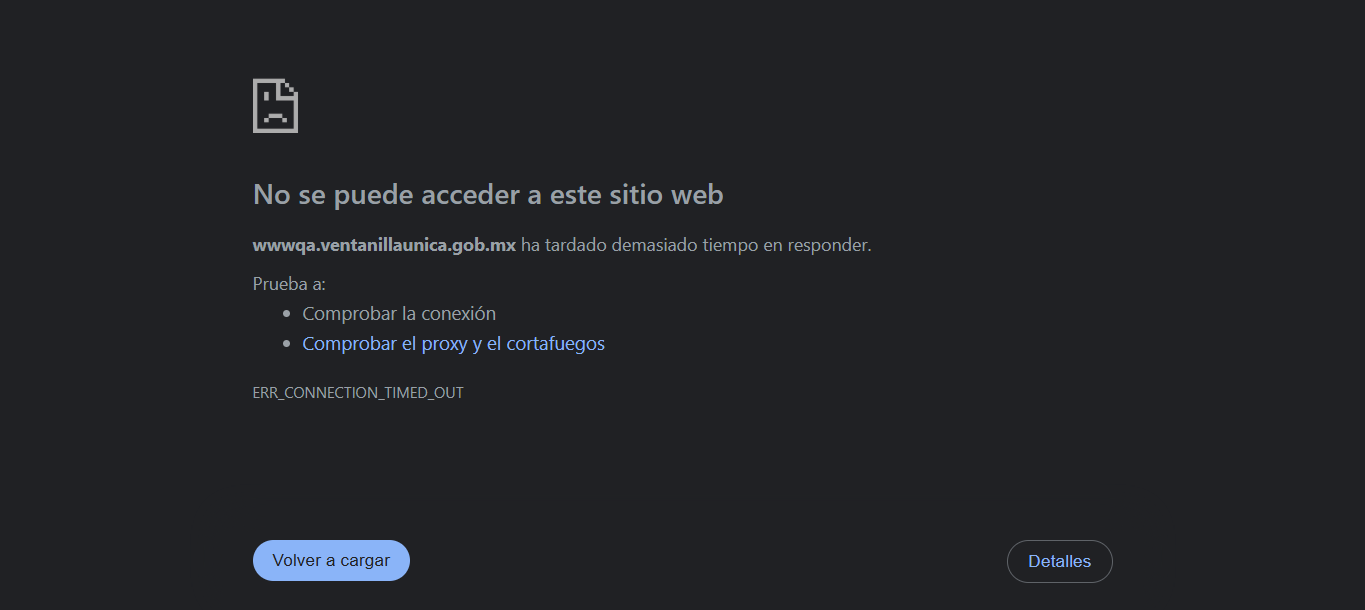 No se puede acceder a este sitio web
wwwqa.ventanillaunica.gob.mx ha tardado demasiado tiempo en responder.
Prueba a:
Comprobar la conexión
Comprobar el proxy y el cortafuegos
ERR_CONNECTION_TIMED_OUT
Volver a cargar
Detalles